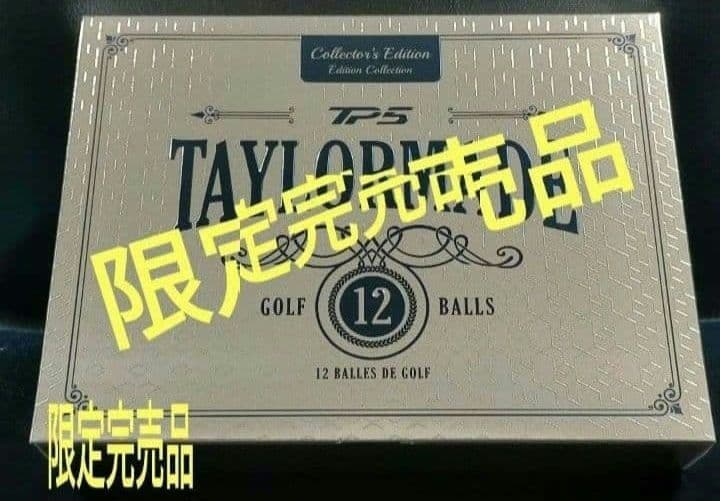 Collector's Edition
Edition Collection
TP5
TAYLORMADE
限定完売品
GOLF 12 BALLS
12 BALLES DE GOLF
限定完売品